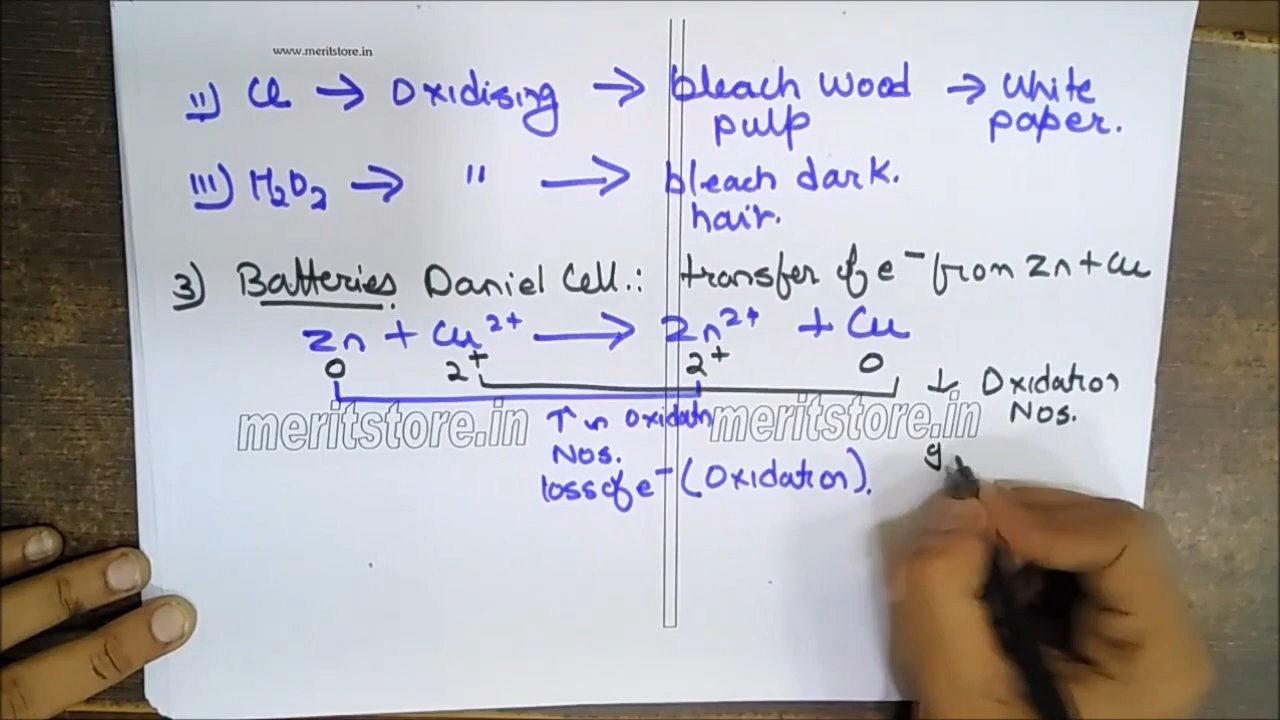 www.meritstore.in
II) Cl → Oxidising → bleach wood → White
pulp paper.
III) H2O2 → " → bleach dark.
hair.
3) Batteries. Daniel Cell.: transfer of e⁻ from Zn + Cu
Zn + Cu²⁺ → Zn²⁺ + Cu
0 2⁺ 2⁺ 0
↓ Oxidation
Nos.
↑ in Oxidatn
Nos.
loss of e⁻ (Oxidation).
g
meritstore.in meritstore.in